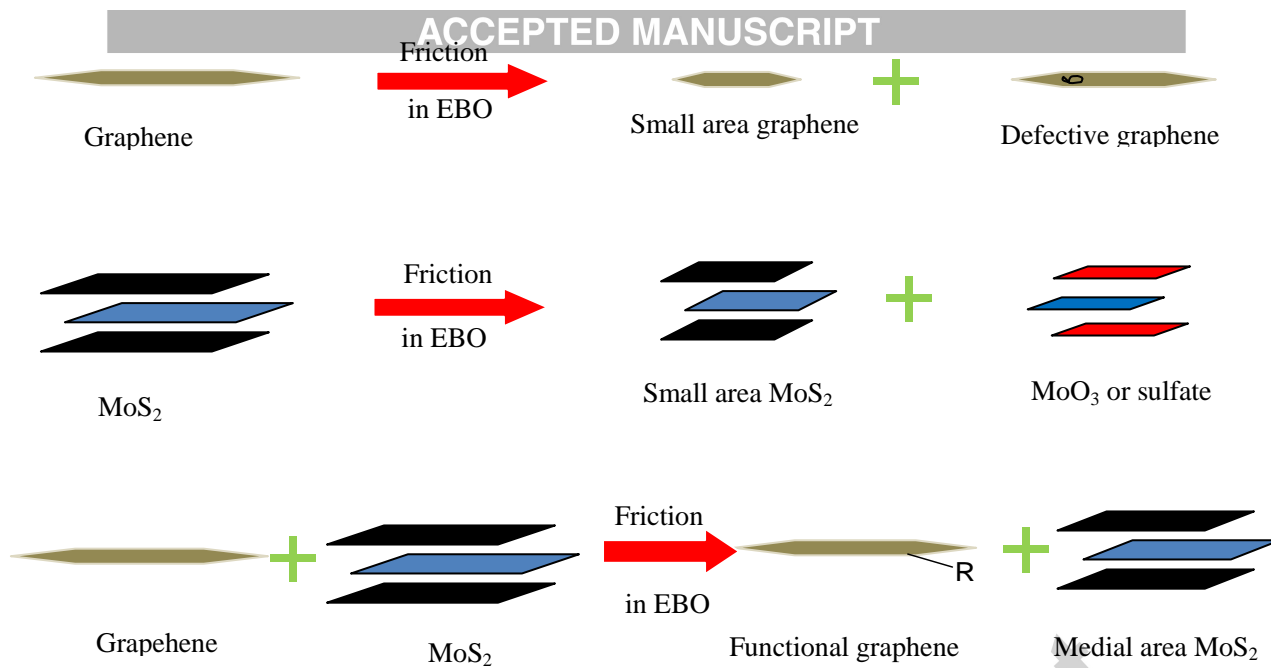 ACCEPTED MANUSCRIPT
Friction
in EBO
Graphene
Small area graphene
6
Defective graphene
Friction
in EBO
MoS₂
Small area MoS₂
MoO₃ or sulfate
Friction
in EBO
Grapehene
MoS₂
R
Functional graphene
Medial area MoS₂